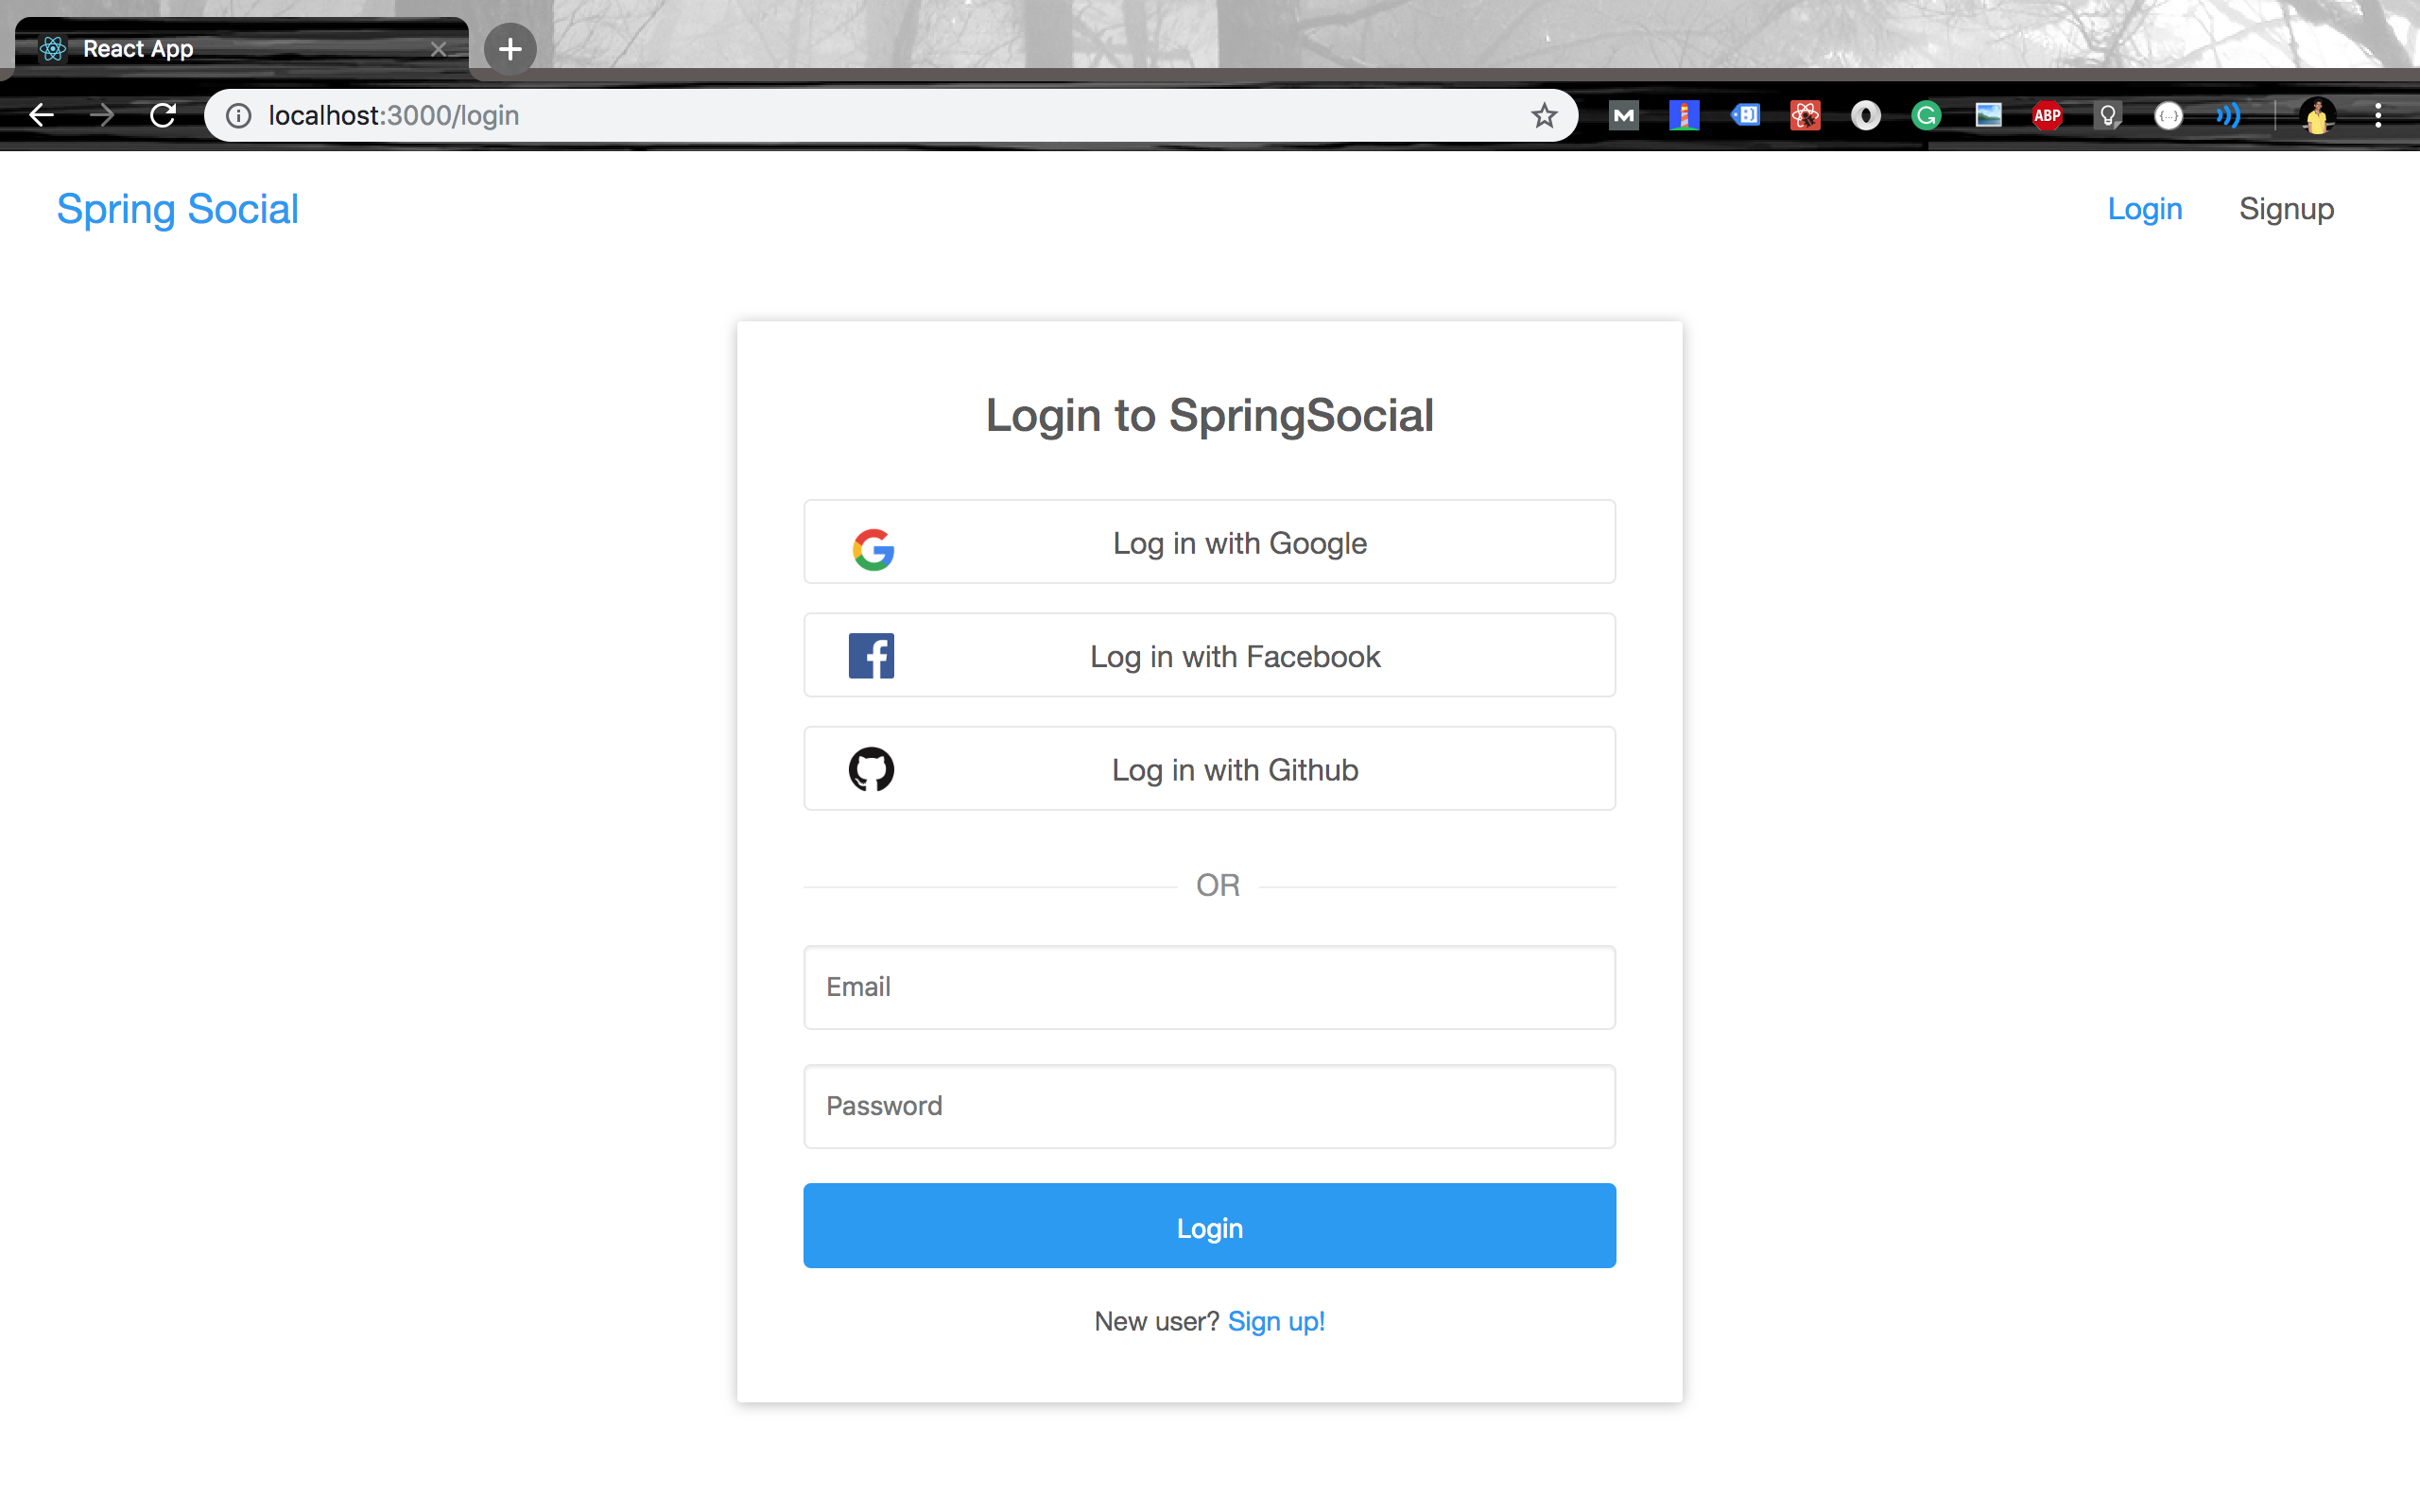 React App
localhost:3000/login
ABP
Spring Social
Login
Signup
Login to SpringSocial
Log in with Google
Log in with Facebook
Log in with Github
OR
Email
Password
Login
New user? Sign up!